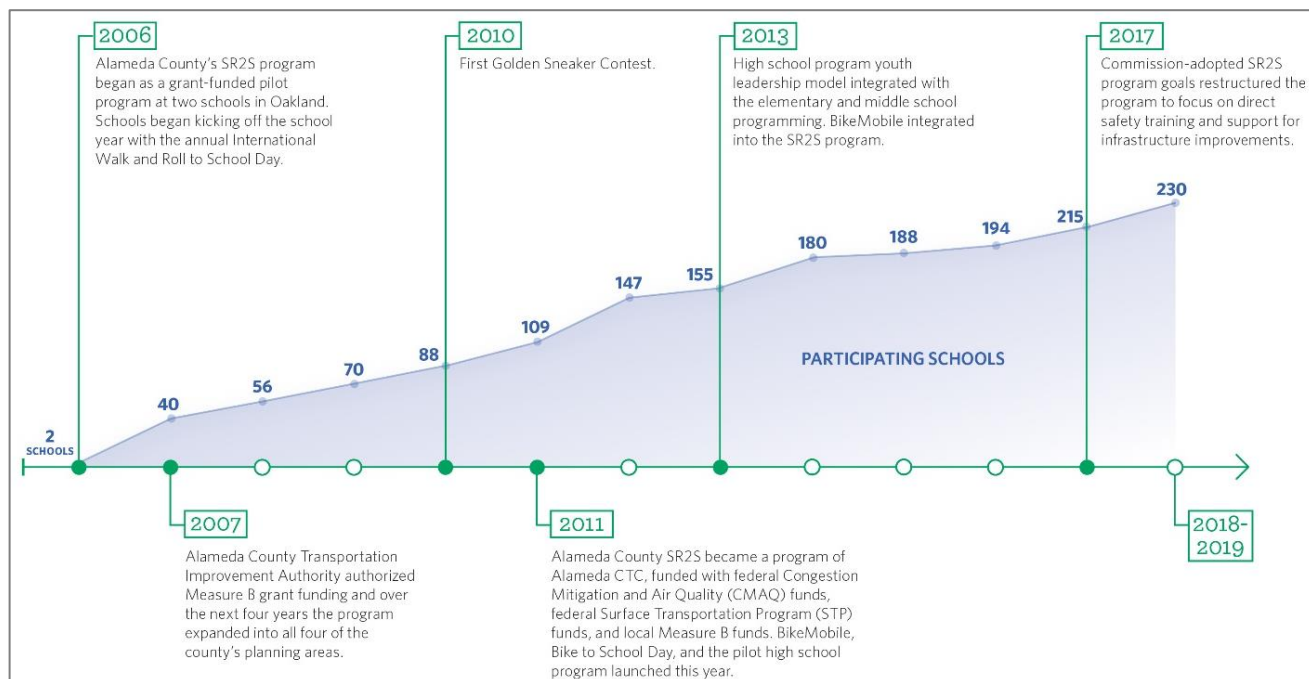 2006
Alameda County's SR2S program
began as a grant-funded pilot
program at two schools in Oakland.
Schools began kicking off the school
year with the annual International
Walk and Roll to School Day.
2010
First Golden Sneaker Contest.
2013
High school program youth
leadership model integrated with
the elementary and middle school
programming. BikeMobile integrated
into the SR2S program.
2017
Commission-adopted SR2S
program goals restructured the
program to focus on direct
safety training and support for
infrastructure improvements.
2
SCHOOLS
40
56
70
88
109
147
155
180
188
194
215
230
PARTICIPATING SCHOOLS
2007
Alameda County Transportation
Improvement Authority authorized
Measure B grant funding and over
the next four years the program
expanded into all four of the
county's planning areas.
2011
Alameda County SR2S became a program of
Alameda CTC, funded with federal Congestion
Mitigation and Air Quality (CMAQ) funds,
federal Surface Transportation Program (STP)
funds, and local Measure B funds. BikeMobile,
Bike to School Day, and the pilot high school
program launched this year.
2018-
2019